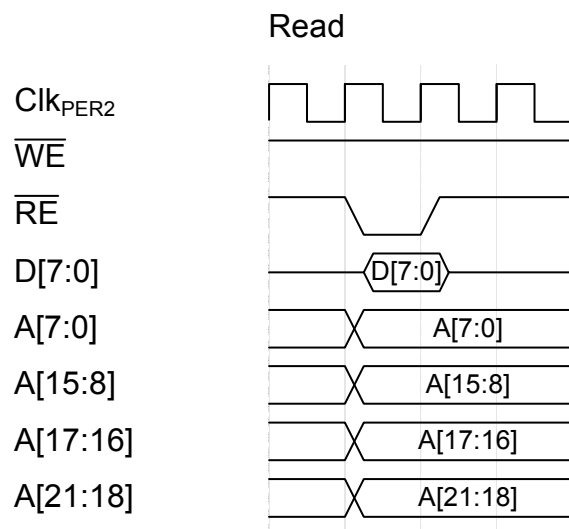 Read
ClkPER2
WE
RE
D[7:0] D[7:0]
A[7:0] A[7:0]
A[15:8] A[15:8]
A[17:16] A[17:16]
A[21:18] A[21:18]